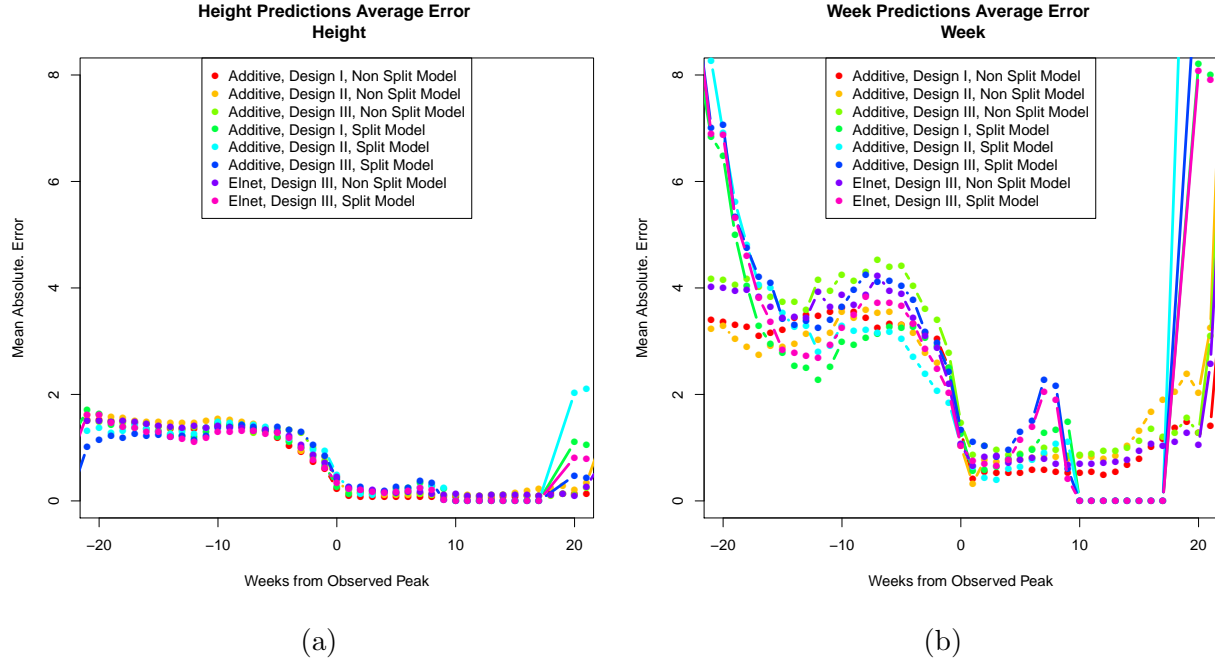 Height Predictions Average Error
Height
Additive, Design I, Non Split Model
Additive, Design II, Non Split Model
Additive, Design III, Non Split Model
Additive, Design I, Split Model
Additive, Design II, Split Model
Additive, Design III, Split Model
Elnet, Design III, Non Split Model
Elnet, Design III, Split Model
Mean Absolute. Error
8
6
4
2
0
−20
−10
0
10
20
Weeks from Observed Peak
(a)
Week Predictions Average Error
Week
Additive, Design I, Non Split Model
Additive, Design II, Non Split Model
Additive, Design III, Non Split Model
Additive, Design I, Split Model
Additive, Design II, Split Model
Additive, Design III, Split Model
Elnet, Design III, Non Split Model
Elnet, Design III, Split Model
Mean Absolute. Error
8
6
4
2
0
−20
−10
0
10
20
Weeks from Observed Peak
(b)